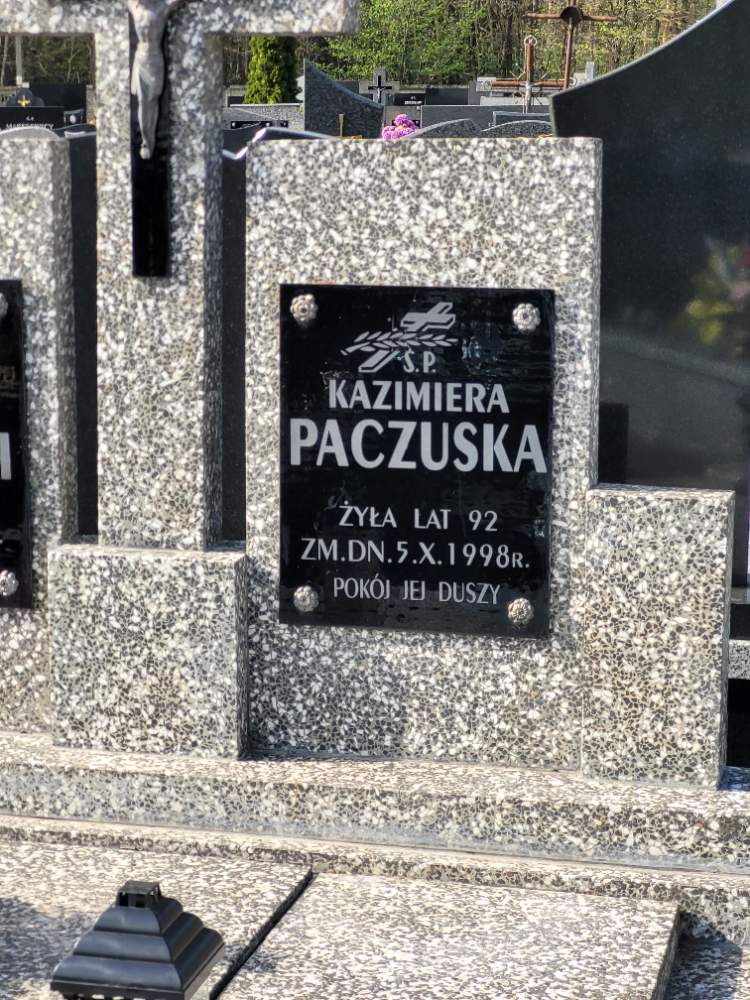 Ś.P.
KAZIMIERA
PACZUSKA
ŻYŁA LAT 92
ZM.DN.5.X.1998R.
POKÓJ JEJ DUSZY